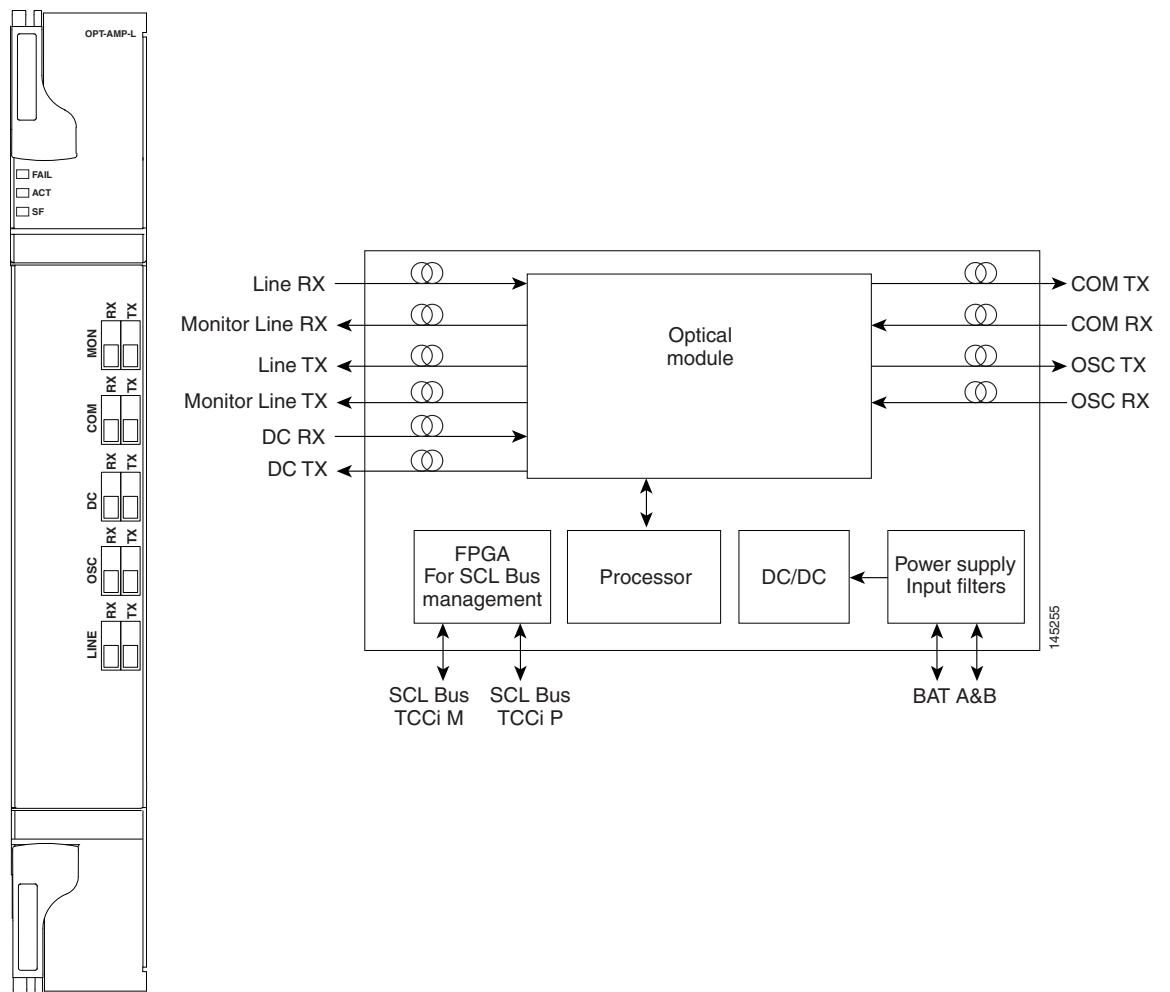 OPT-AMP-L
FAIL
ACT
SF
RX
TX
MON
RX
TX
COM
RX
TX
DC
RX
TX
OSC
RX
TX
LINE
Line RX
Monitor Line RX
Line TX
Monitor Line TX
DC RX
DC TX
Optical
module
COM TX
COM RX
OSC TX
OSC RX
FPGA
For SCL Bus
management
Processor
DC/DC
Power supply
Input filters
145255
SCL Bus
TCCi M
SCL Bus
TCCi P
BAT A&B